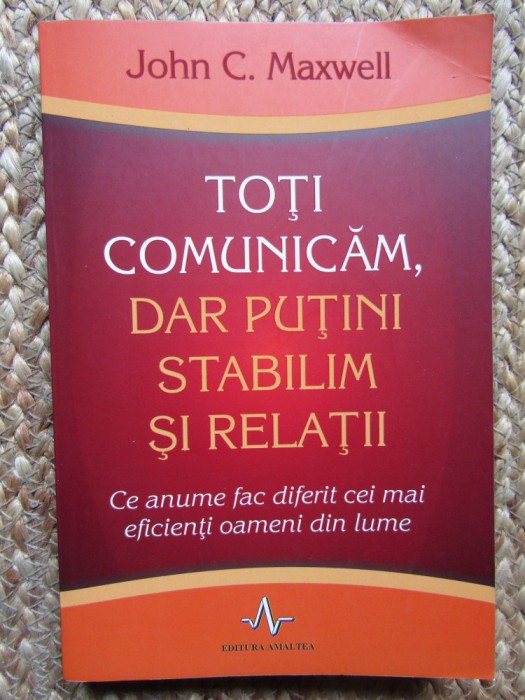 John C. Maxwell
TOŢI
COMUNICĂM,
DAR PUŢINI
STABILIM
ŞI RELAŢII
Ce anume fac diferit cei mai
eficienţi oameni din lume
EDITURA AMALTEA